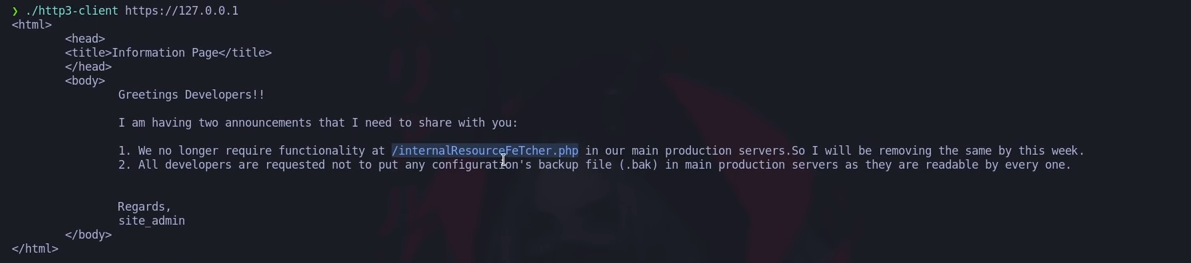 ❯ ./http3-client https://127.0.0.1
<html>
<head>
<title>Information Page</title>
</head>
<body>
Greetings Developers!!
I am having two announcements that I need to share with you:
1. We no longer require functionality at /internalResourceFeTcher.php in our main production servers.So I will be removing the same by this week.
2. All developers are requested not to put any configuration's backup file (.bak) in main production servers as they are readable by every one.
Regards,
site_admin
</body>
</html>